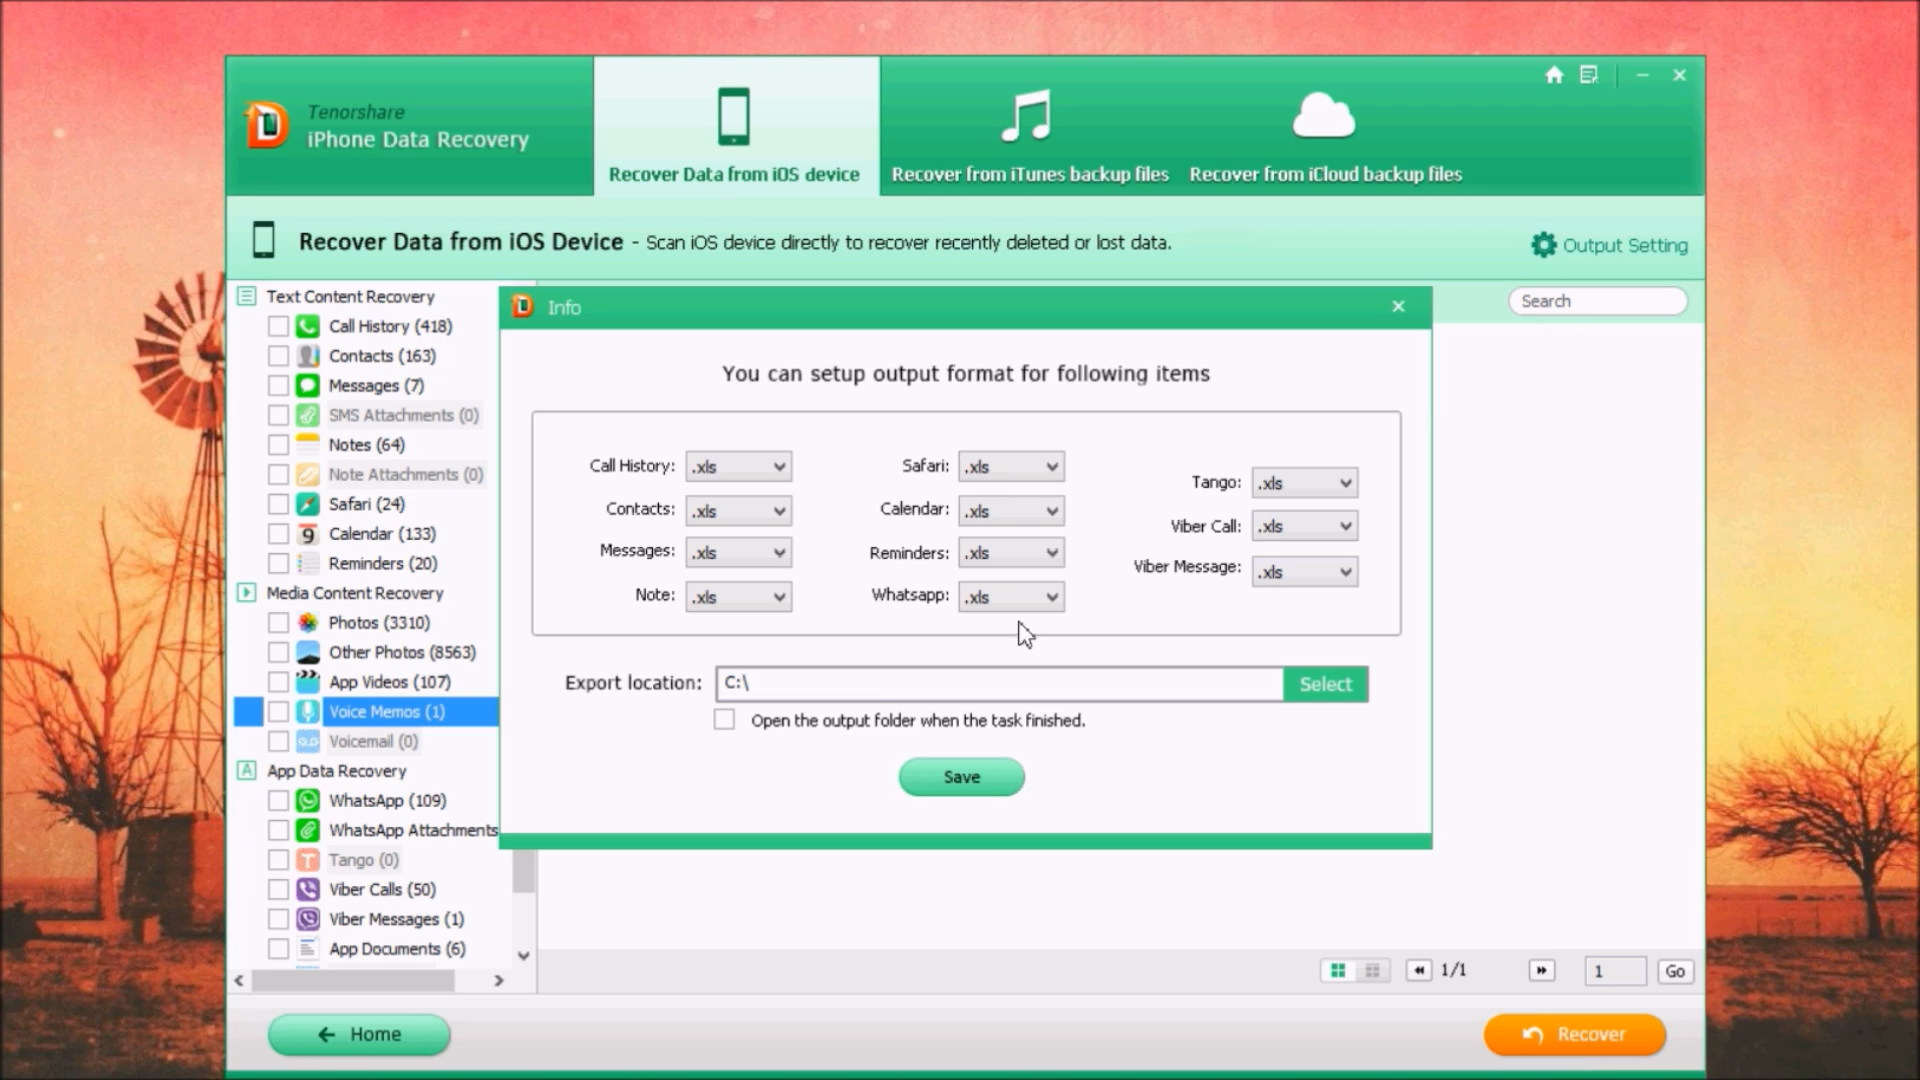 Tenorshare
iPhone Data Recovery
Recover Data from iOS device
Recover from iTunes backup files
Recover from iCloud backup files
Recover Data from iOS Device - Scan iOS device directly to recover recently deleted or lost data.
Output Setting
Search
Text Content Recovery
Call History (418)
Contacts (163)
Messages (7)
SMS Attachments (0)
Notes (64)
Note Attachments (0)
Safari (24)
9 Calendar (133)
Reminders (20)
Media Content Recovery
Photos (3310)
Other Photos (8563)
App Videos (107)
Voice Memos (1)
Voicemail (0)
A App Data Recovery
WhatsApp (109)
WhatsApp Attachments
Tango (0)
Viber Calls (50)
Viber Messages (1)
App Documents (6)
Info
You can setup output format for following items
Call History: .xls
Contacts: .xls
Messages: .xls
Note: .xls
Safari: .xls
Calendar: .xls
Reminders: .xls
Whatsapp: .xls
Tango: .xls
Viber Call: .xls
Viber Message: .xls
Export location: C:\ Select
Open the output folder when the task finished.
Save
1/1
1
Go
Home
Recover